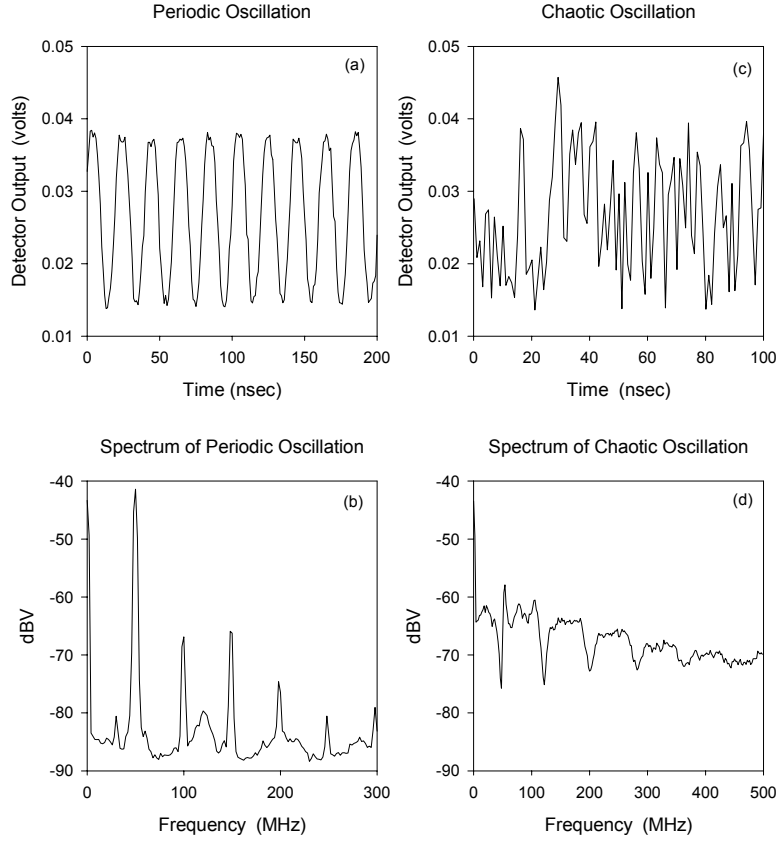 Periodic Oscillation
(a)
0.05
0.04
0.03
0.02
0.01
Detector Output (volts)
0 50 100 150 200
Time (nsec)
Chaotic Oscillation
(c)
0.05
0.04
0.03
0.02
0.01
Detector Output (volts)
0 20 40 60 80 100
Time (nsec)
Spectrum of Periodic Oscillation
(b)
-40
-50
-60
-70
-80
-90
dBV
0 100 200 300
Frequency (MHz)
Spectrum of Chaotic Oscillation
(d)
-40
-50
-60
-70
-80
-90
dBV
0 100 200 300 400 500
Frequency (MHz)